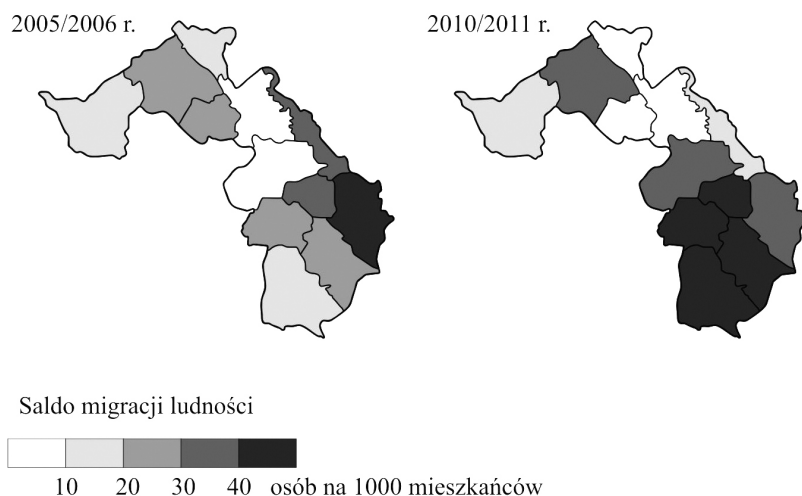 2005/2006 r.
2010/2011 r.
Saldo migracji ludności
10 20 30 40 osób na 1000 mieszkańców